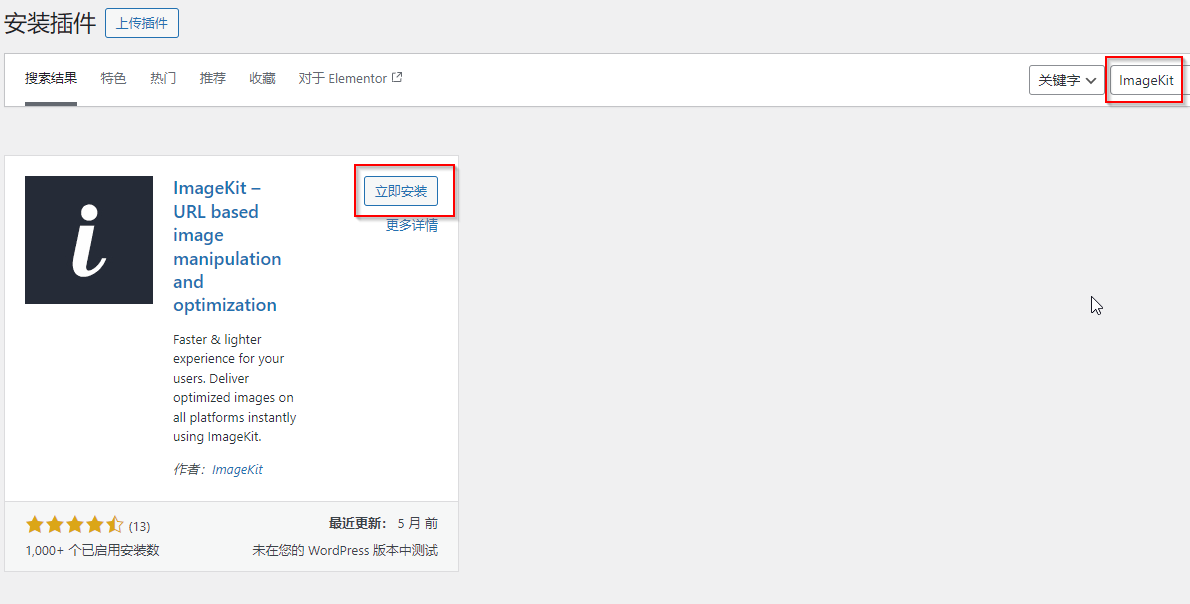 安装插件 上传插件
搜索结果 特色 热门 推荐 收藏 对于 Elementor 关键字 ImageKit
ImageKit –
URL based
image
manipulation
and
optimization
立即安装
更多详情
Faster & lighter
experience for your
users. Deliver
optimized images on
all platforms instantly
using ImageKit.
作者：ImageKit
(13)
1,000+ 个已启用安装数
最近更新： 5 月 前
未在您的 WordPress 版本中测试